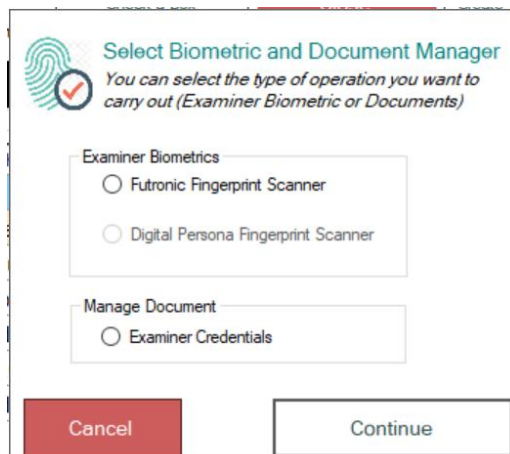 Select Biometric and Document Manager
You can select the type of operation you want to
carry out (Examiner Biometric or Documents)
Examiner Biometrics
Futronic Fingerprint Scanner
Digital Persona Fingerprint Scanner
Manage Document
Examiner Credentials
Cancel
Continue